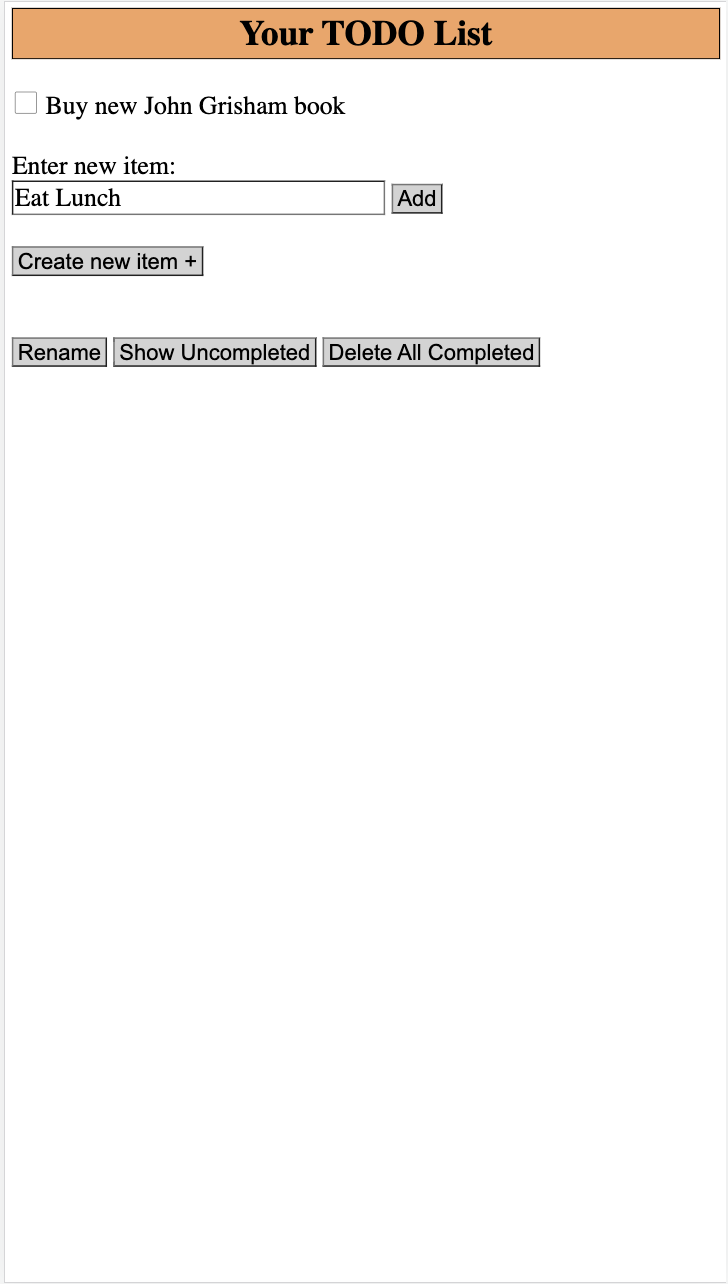 Your TODO List
Buy new John Grisham book
Enter new item:
Eat Lunch Add
Create new item +
Rename Show Uncompleted Delete All Completed